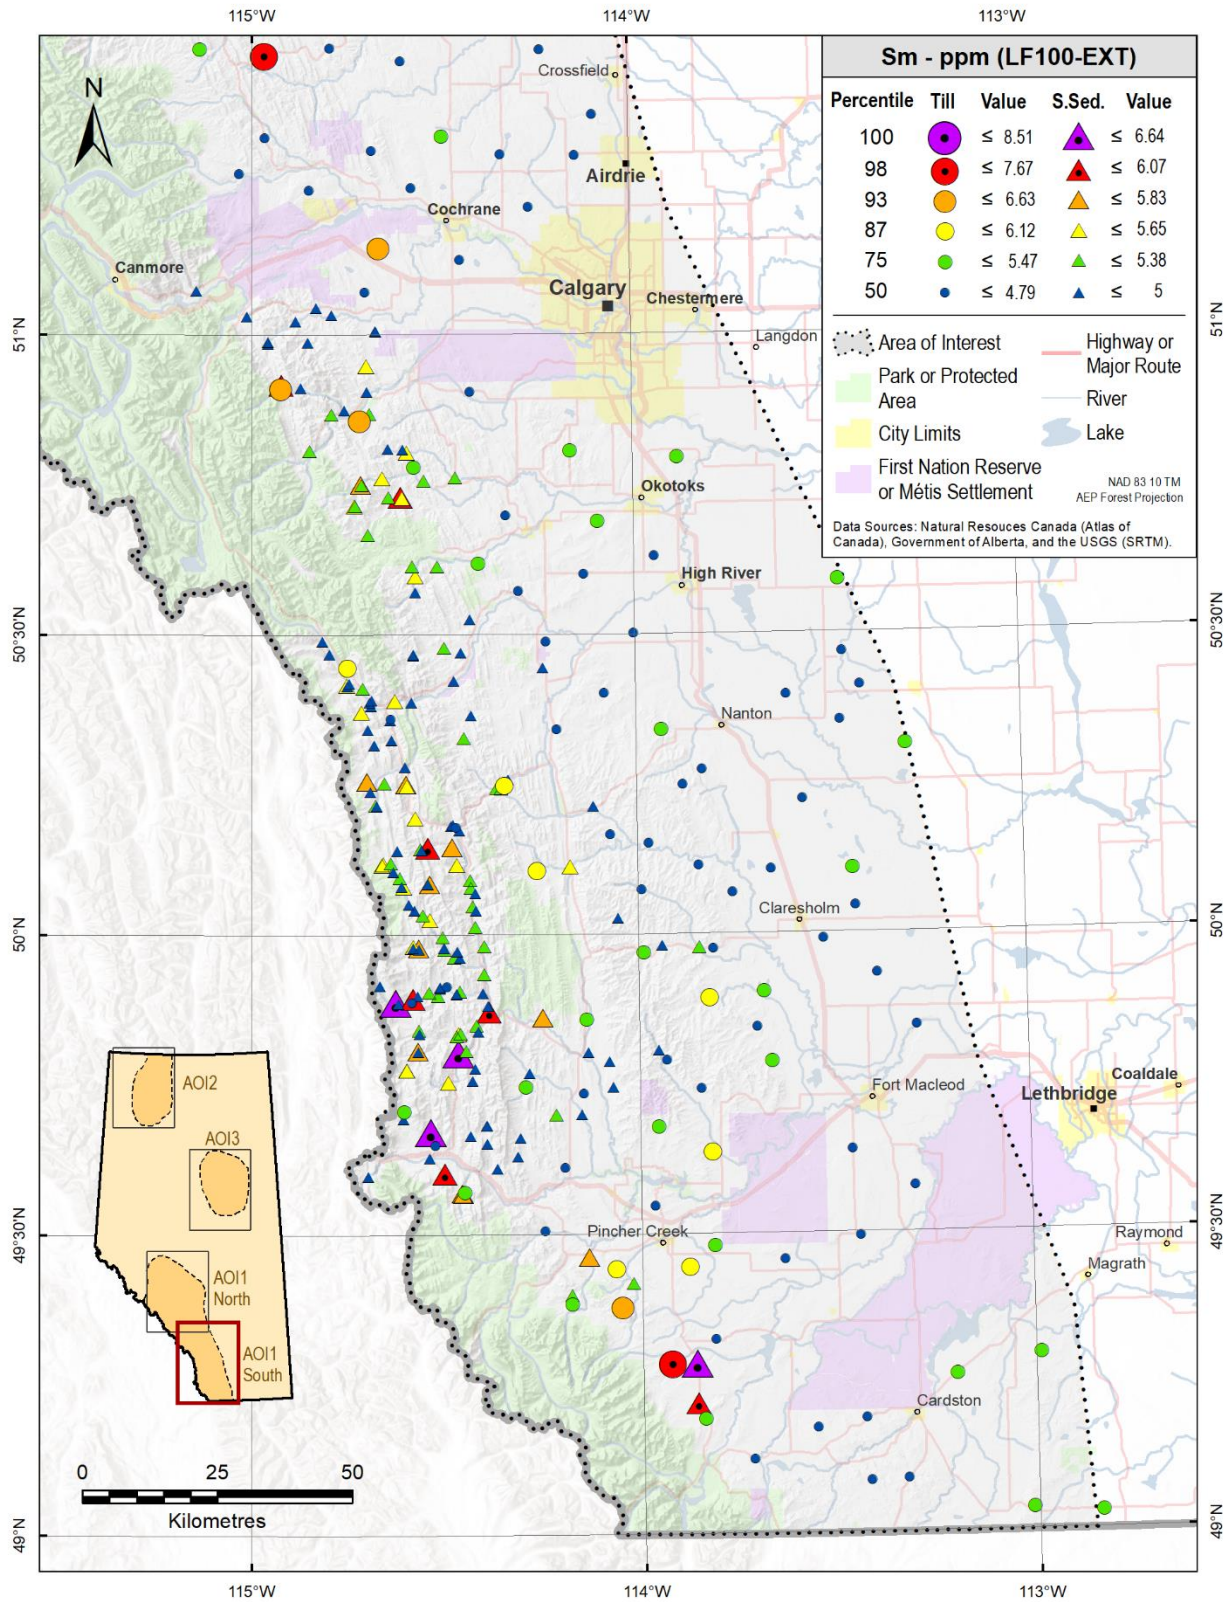 115°W 114°W 113°W
Sm - ppm (LF100-EXT)
Percentile Till Value S.Sed. Value
100 ≤ 8.51 ≤ 6.64
98 ≤ 7.67 ≤ 6.07
93 ≤ 6.63 ≤ 5.83
87 ≤ 6.12 ≤ 5.65
75 ≤ 5.47 ≤ 5.38
50 ≤ 4.79 ≤ 5
Area of Interest
Park or Protected
Area
City Limits
First Nation Reserve
or Métis Settlement
Highway or
Major Route
River
Lake
NAD 83 10 TM
AEP Forest Projection
Data Sources: Natural Resouces Canada (Atlas of
Canada), Government of Alberta, and the USGS (SRTM).
N
Crossfield
Airdrie
Cochrane
Canmore
Calgary
Chestermere
Langdon
Okotoks
High River
Nanton
Claresholm
Fort Macleod
Coaldale
Lethbridge
Pincher Creek
Raymond
Magrath
Cardston
51°N
50°30'N
50°N
49°30'N
49°N
51°N
50°30'N
50°N
49°30'N
49°N
AOI2
AOI3
AOI1
North
AOI1
South
0 25 50
Kilometres
115°W 114°W 113°W